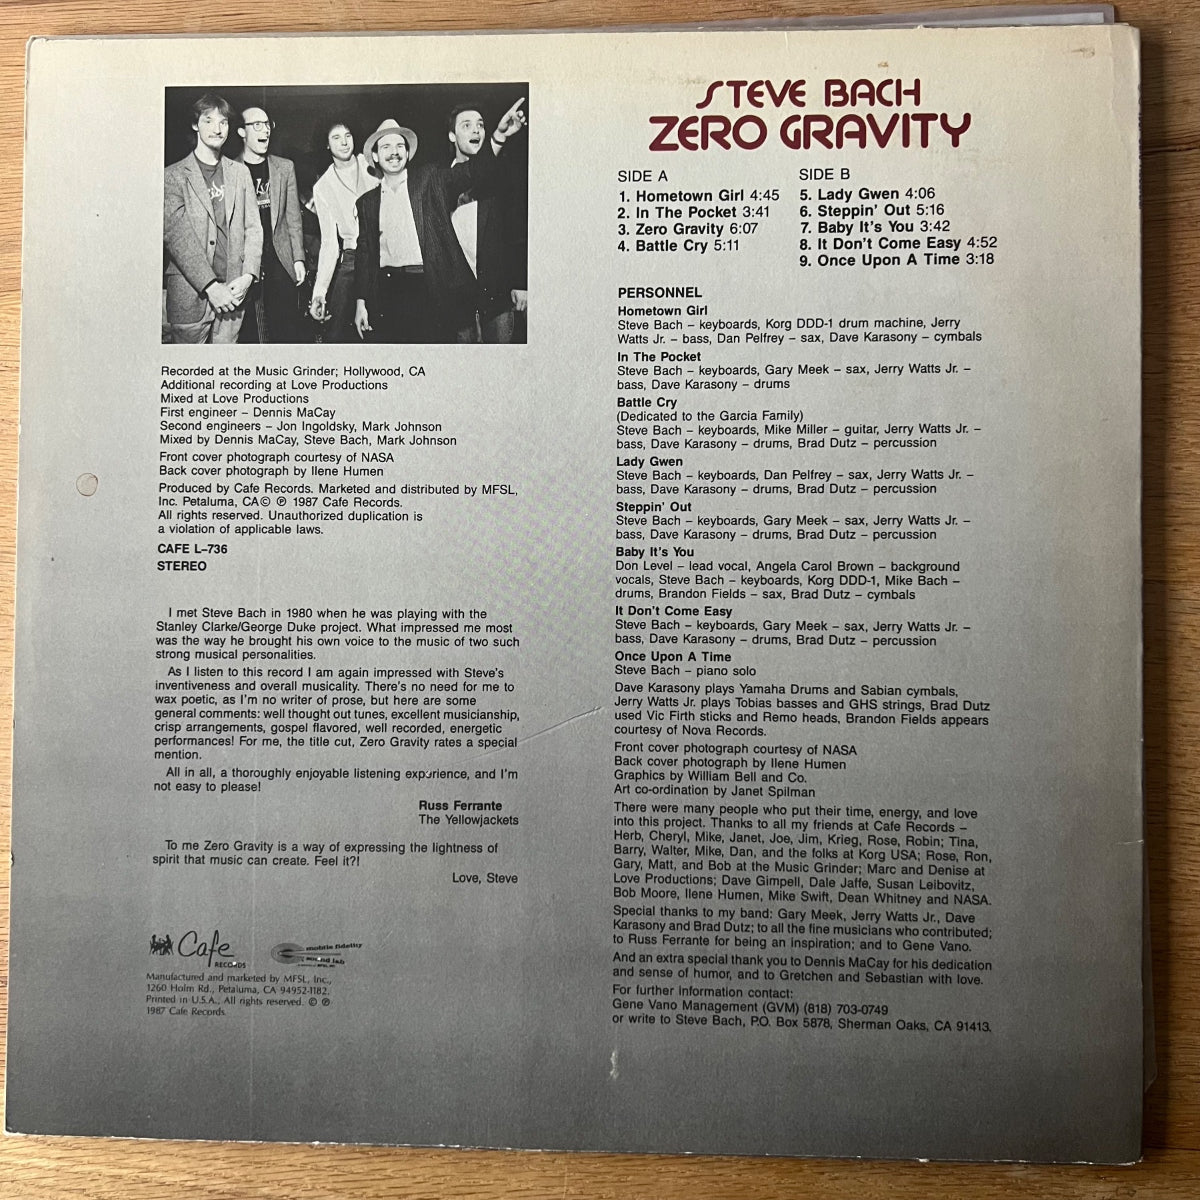 STEVE BACH
ZERO GRAVITY
SIDE A
1. Hometown Girl 4:45
2. In The Pocket 3:41
3. Zero Gravity 6:07
4. Battle Cry 5:11
SIDE B
5. Lady Gwen 4:06
6. Steppin' Out 5:16
7. Baby It's You 3:42
8. It Don't Come Easy 4:52
9. Once Upon A Time 3:18
Recorded at the Music Grinder; Hollywood, CA
Additional recording at Love Productions
Mixed at Love Productions
First engineer – Dennis MaCay
Second engineers – Jon Ingoldsky, Mark Johnson
Mixed by Dennis MaCay, Steve Bach, Mark Johnson
Front cover photograph courtesy of NASA
Back cover photograph by Ilene Humen
Produced by Cafe Records. Marketed and distributed by MFSL,
Inc. Petaluma, CA© ℗ 1987 Cafe Records.
All rights reserved. Unauthorized duplication is
a violation of applicable laws.
CAFE L–736
STEREO
I met Steve Bach in 1980 when he was playing with the
Stanley Clarke/George Duke project. What impressed me most
was the way he brought his own voice to the music of two such
strong musical personalities.
As I listen to this record I am again impressed with Steve's
inventiveness and overall musicality. There's no need for me to
wax poetic, as I'm no writer of prose, but here are some
general comments: well thought out tunes, excellent musicianship,
crisp arrangements, gospel flavored, well recorded, energetic
performances! For me, the title cut, Zero Gravity rates a special
mention.
All in all, a thoroughly enjoyable listening experience, and I'm
not easy to please!
Russ Ferrante
The Yellowjackets
To me Zero Gravity is a way of expressing the lightness of
spirit that music can create. Feel it?!
Love, Steve
Cafe
RECORDS
mobile fidelity
sound lab
Manufactured and marketed by MFSL, Inc.,
1260 Holm Rd., Petaluma, CA 94952-1182.
Printed in U.S.A., All rights reserved. © ℗
1987 Cafe Records.
PERSONNEL
Hometown Girl
Steve Bach – keyboards, Korg DDD-1 drum machine, Jerry
Watts Jr. – bass, Dan Pelfrey – sax, Dave Karasony – cymbals
In The Pocket
Steve Bach – keyboards, Gary Meek – sax, Jerry Watts Jr. –
bass, Dave Karasony – drums
Battle Cry
(Dedicated to the Garcia Family)
Steve Bach – keyboards, Mike Miller – guitar, Jerry Watts Jr. –
bass, Dave Karasony – drums, Brad Dutz – percussion
Lady Gwen
Steve Bach – keyboards, Dan Pelfrey – sax, Jerry Watts Jr. –
bass, Dave Karasony – drums, Brad Dutz – percussion
Steppin' Out
Steve Bach – keyboards, Gary Meek – sax, Jerry Watts Jr. –
bass, Dave Karasony – drums, Brad Dutz – percussion
Baby It's You
Don Level – lead vocal, Angela Carol Brown – background
vocals, Steve Bach – keyboards, Korg DDD-1, Mike Bach –
drums, Brandon Fields – sax, Brad Dutz – cymbals
It Don't Come Easy
Steve Bach – keyboards, Gary Meek – sax, Jerry Watts Jr. –
bass, Dave Karasony – drums, Brad Dutz – percussion
Once Upon A Time
Steve Bach – piano solo
Dave Karasony plays Yamaha Drums and Sabian cymbals,
Jerry Watts Jr. plays Tobias basses and GHS strings, Brad Dutz
used Vic Firth sticks and Remo heads, Brandon Fields appears
courtesy of Nova Records.
Front cover photograph courtesy of NASA
Back cover photograph by Ilene Humen
Graphics by William Bell and Co.
Art co-ordination by Janet Spilman
There were many people who put their time, energy, and love
into this project. Thanks to all my friends at Cafe Records –
Herb, Cheryl, Mike, Janet, Joe, Jim, Krieg, Rose, Robin; Tina,
Barry, Walter, Mike, Dan, and the folks at Korg USA; Rose, Ron,
Gary, Matt, and Bob at the Music Grinder; Marc and Denise at
Love Productions; Dave Gimpell, Dale Jaffe, Susan Leibovitz,
Bob Moore, Ilene Humen, Mike Swift, Dean Whitney and NASA.
Special thanks to my band: Gary Meek, Jerry Watts Jr., Dave
Karasony and Brad Dutz; to all the fine musicians who contributed;
to Russ Ferrante for being an inspiration; and to Gene Vano.
And an extra special thank you to Dennis MaCay for his dedication
and sense of humor, and to Gretchen and Sebastian with love.
For further information contact:
Gene Vano Management (GVM) (818) 703-0749
or write to Steve Bach, P.O. Box 5878, Sherman Oaks, CA 91413.